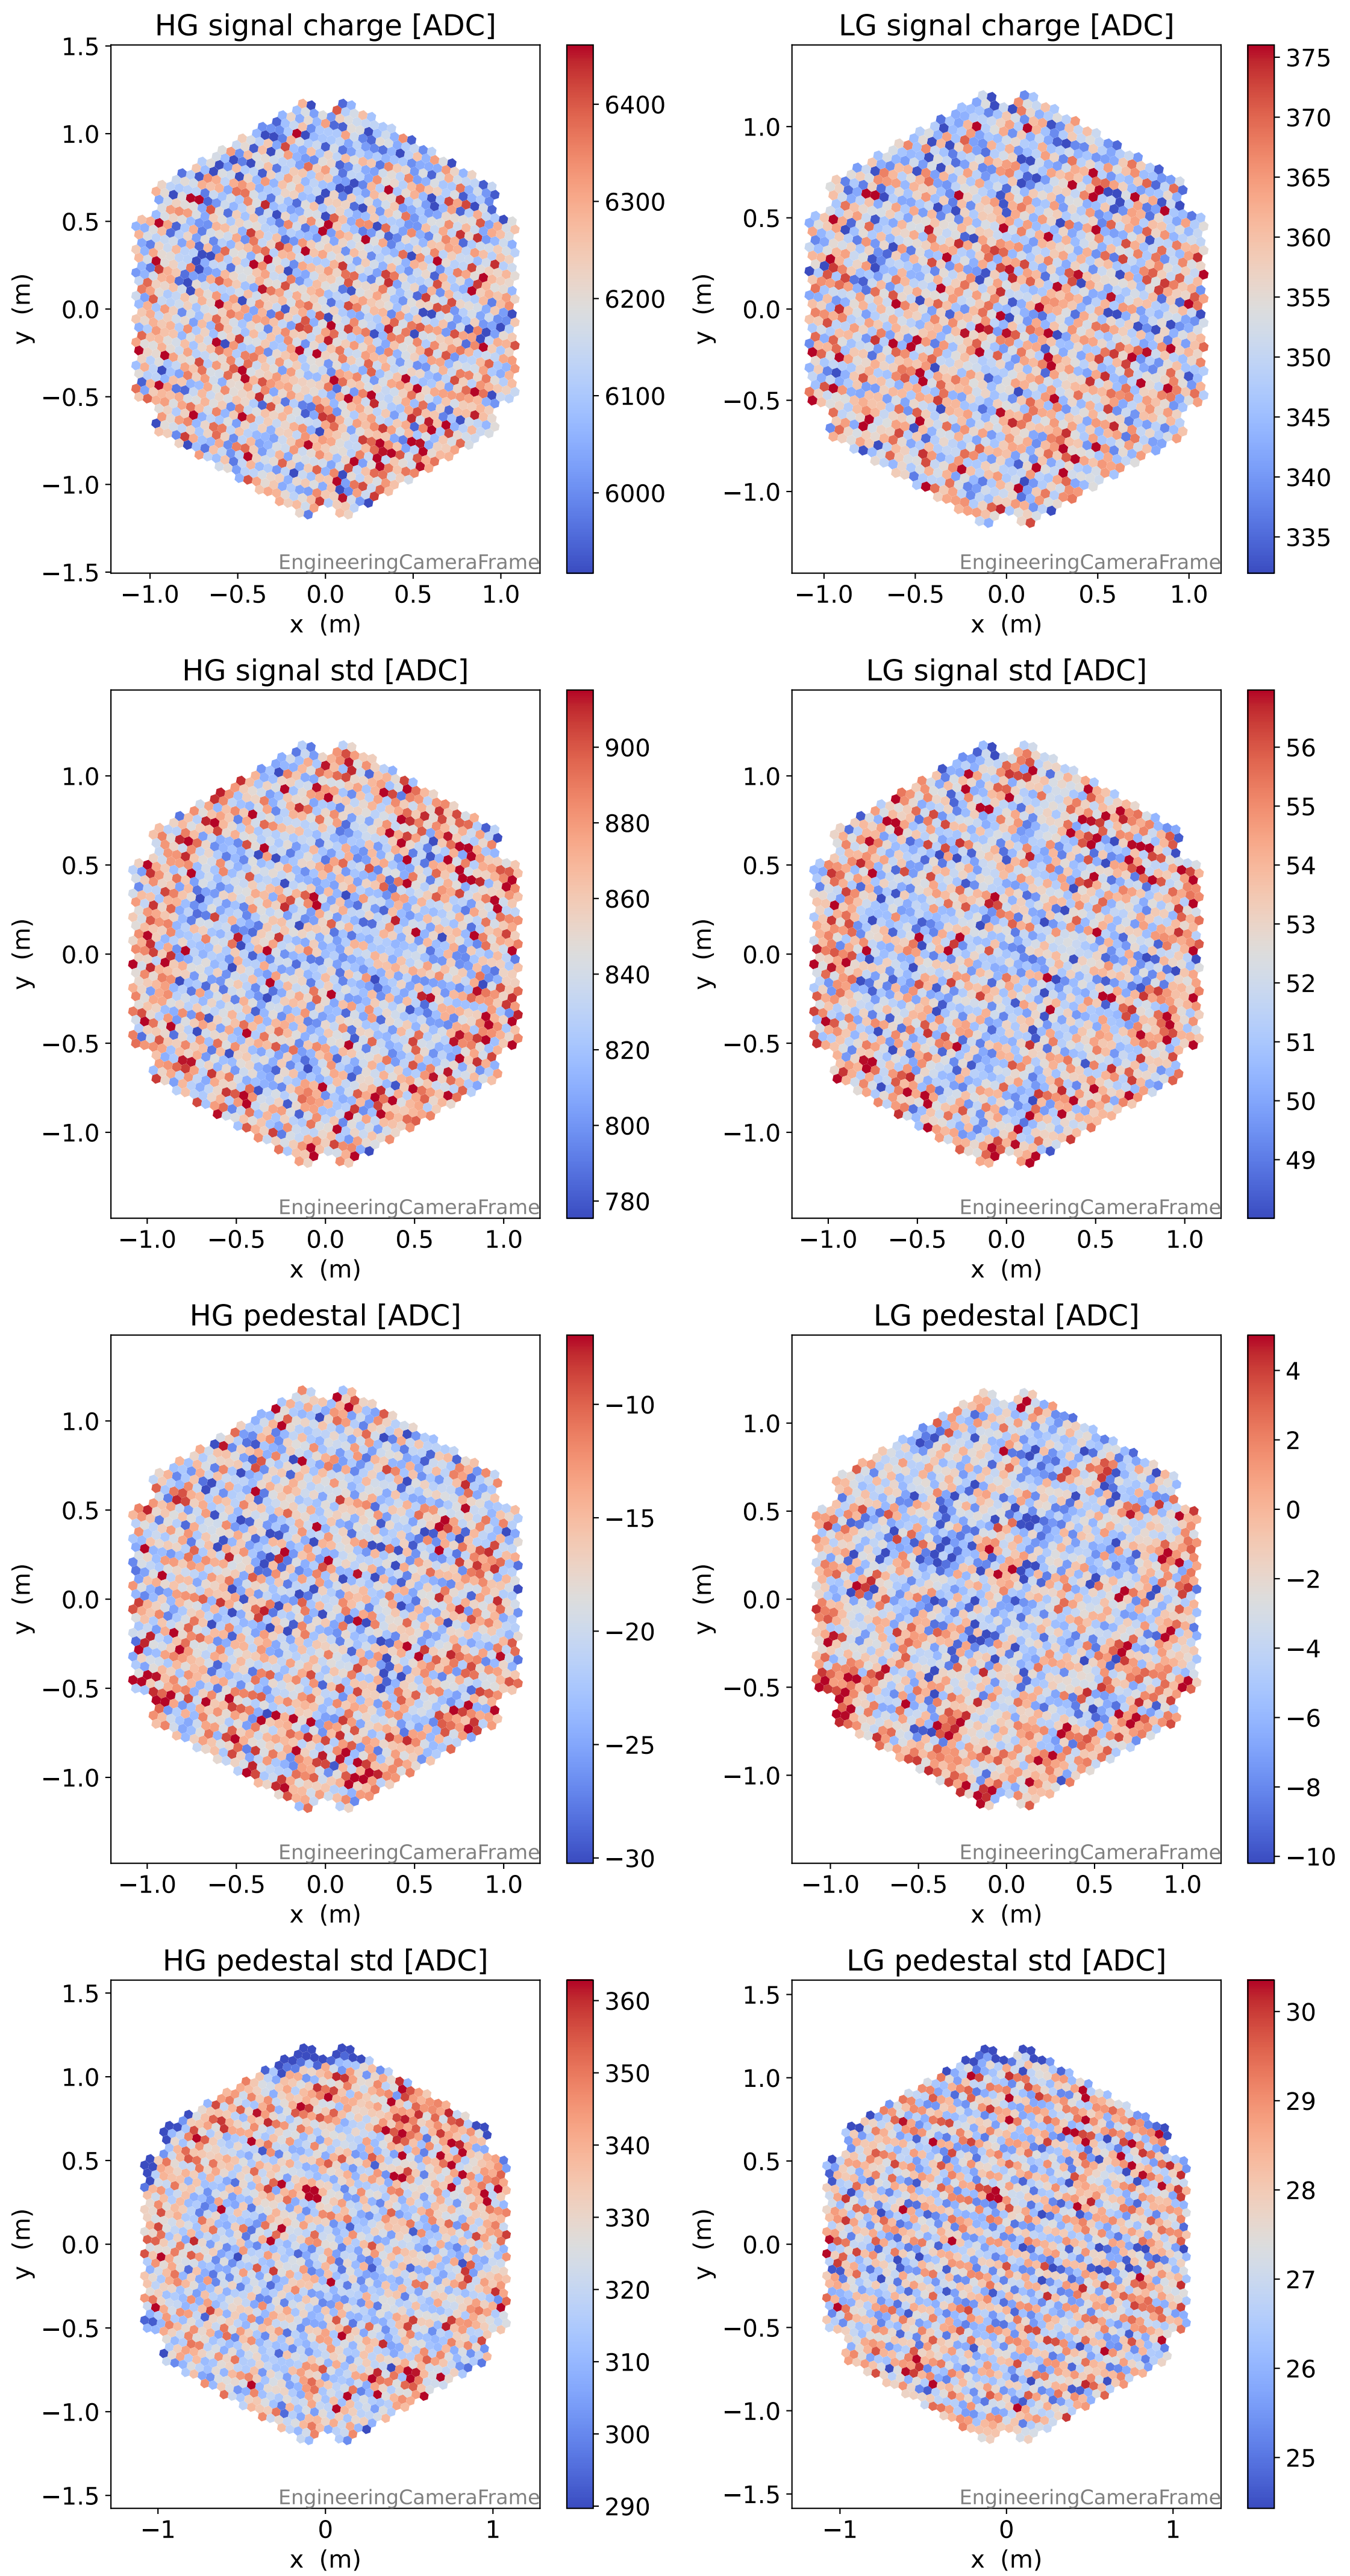 HG signal charge [ADC]
1.5
1.0
0.5
0.0
−0.5
−1.0
−1.5
y (m)
−1.0 −0.5 0.0 0.5 1.0
x (m)
EngineeringCameraFrame
6400
6300
6200
6100
6000
LG signal charge [ADC]
1.0
0.5
0.0
−0.5
−1.0
y (m)
−1.0 −0.5 0.0 0.5 1.0
x (m)
EngineeringCameraFrame
375
370
365
360
355
350
345
340
335
HG signal std [ADC]
1.0
0.5
0.0
−0.5
−1.0
y (m)
−1.0 −0.5 0.0 0.5 1.0
x (m)
EngineeringCameraFrame
900
880
860
840
820
800
780
LG signal std [ADC]
1.0
0.5
0.0
−0.5
−1.0
y (m)
−1.0 −0.5 0.0 0.5 1.0
x (m)
EngineeringCameraFrame
56
55
54
53
52
51
50
49
HG pedestal [ADC]
1.0
0.5
0.0
−0.5
−1.0
y (m)
−1.0 −0.5 0.0 0.5 1.0
x (m)
EngineeringCameraFrame
−10
−15
−20
−25
−30
LG pedestal [ADC]
1.0
0.5
0.0
−0.5
−1.0
y (m)
−1.0 −0.5 0.0 0.5 1.0
x (m)
EngineeringCameraFrame
4
2
0
−2
−4
−6
−8
−10
HG pedestal std [ADC]
1.5
1.0
0.5
0.0
−0.5
−1.0
−1.5
y (m)
−1 0 1
x (m)
EngineeringCameraFrame
360
350
340
330
320
310
300
290
LG pedestal std [ADC]
1.5
1.0
0.5
0.0
−0.5
−1.0
−1.5
y (m)
−1 0 1
x (m)
EngineeringCameraFrame
30
29
28
27
26
25